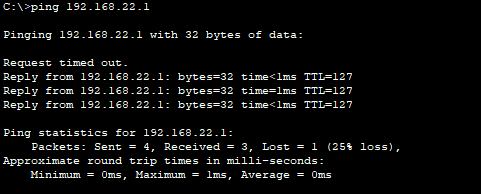 C:\>ping 192.168.22.1
Pinging 192.168.22.1 with 32 bytes of data:
Request timed out.
Reply from 192.168.22.1: bytes=32 time<1ms TTL=127
Reply from 192.168.22.1: bytes=32 time=1ms TTL=127
Reply from 192.168.22.1: bytes=32 time<1ms TTL=127
Ping statistics for 192.168.22.1:
Packets: Sent = 4, Received = 3, Lost = 1 (25% loss),
Approximate round trip times in milli-seconds:
Minimum = 0ms, Maximum = 1ms, Average = 0ms